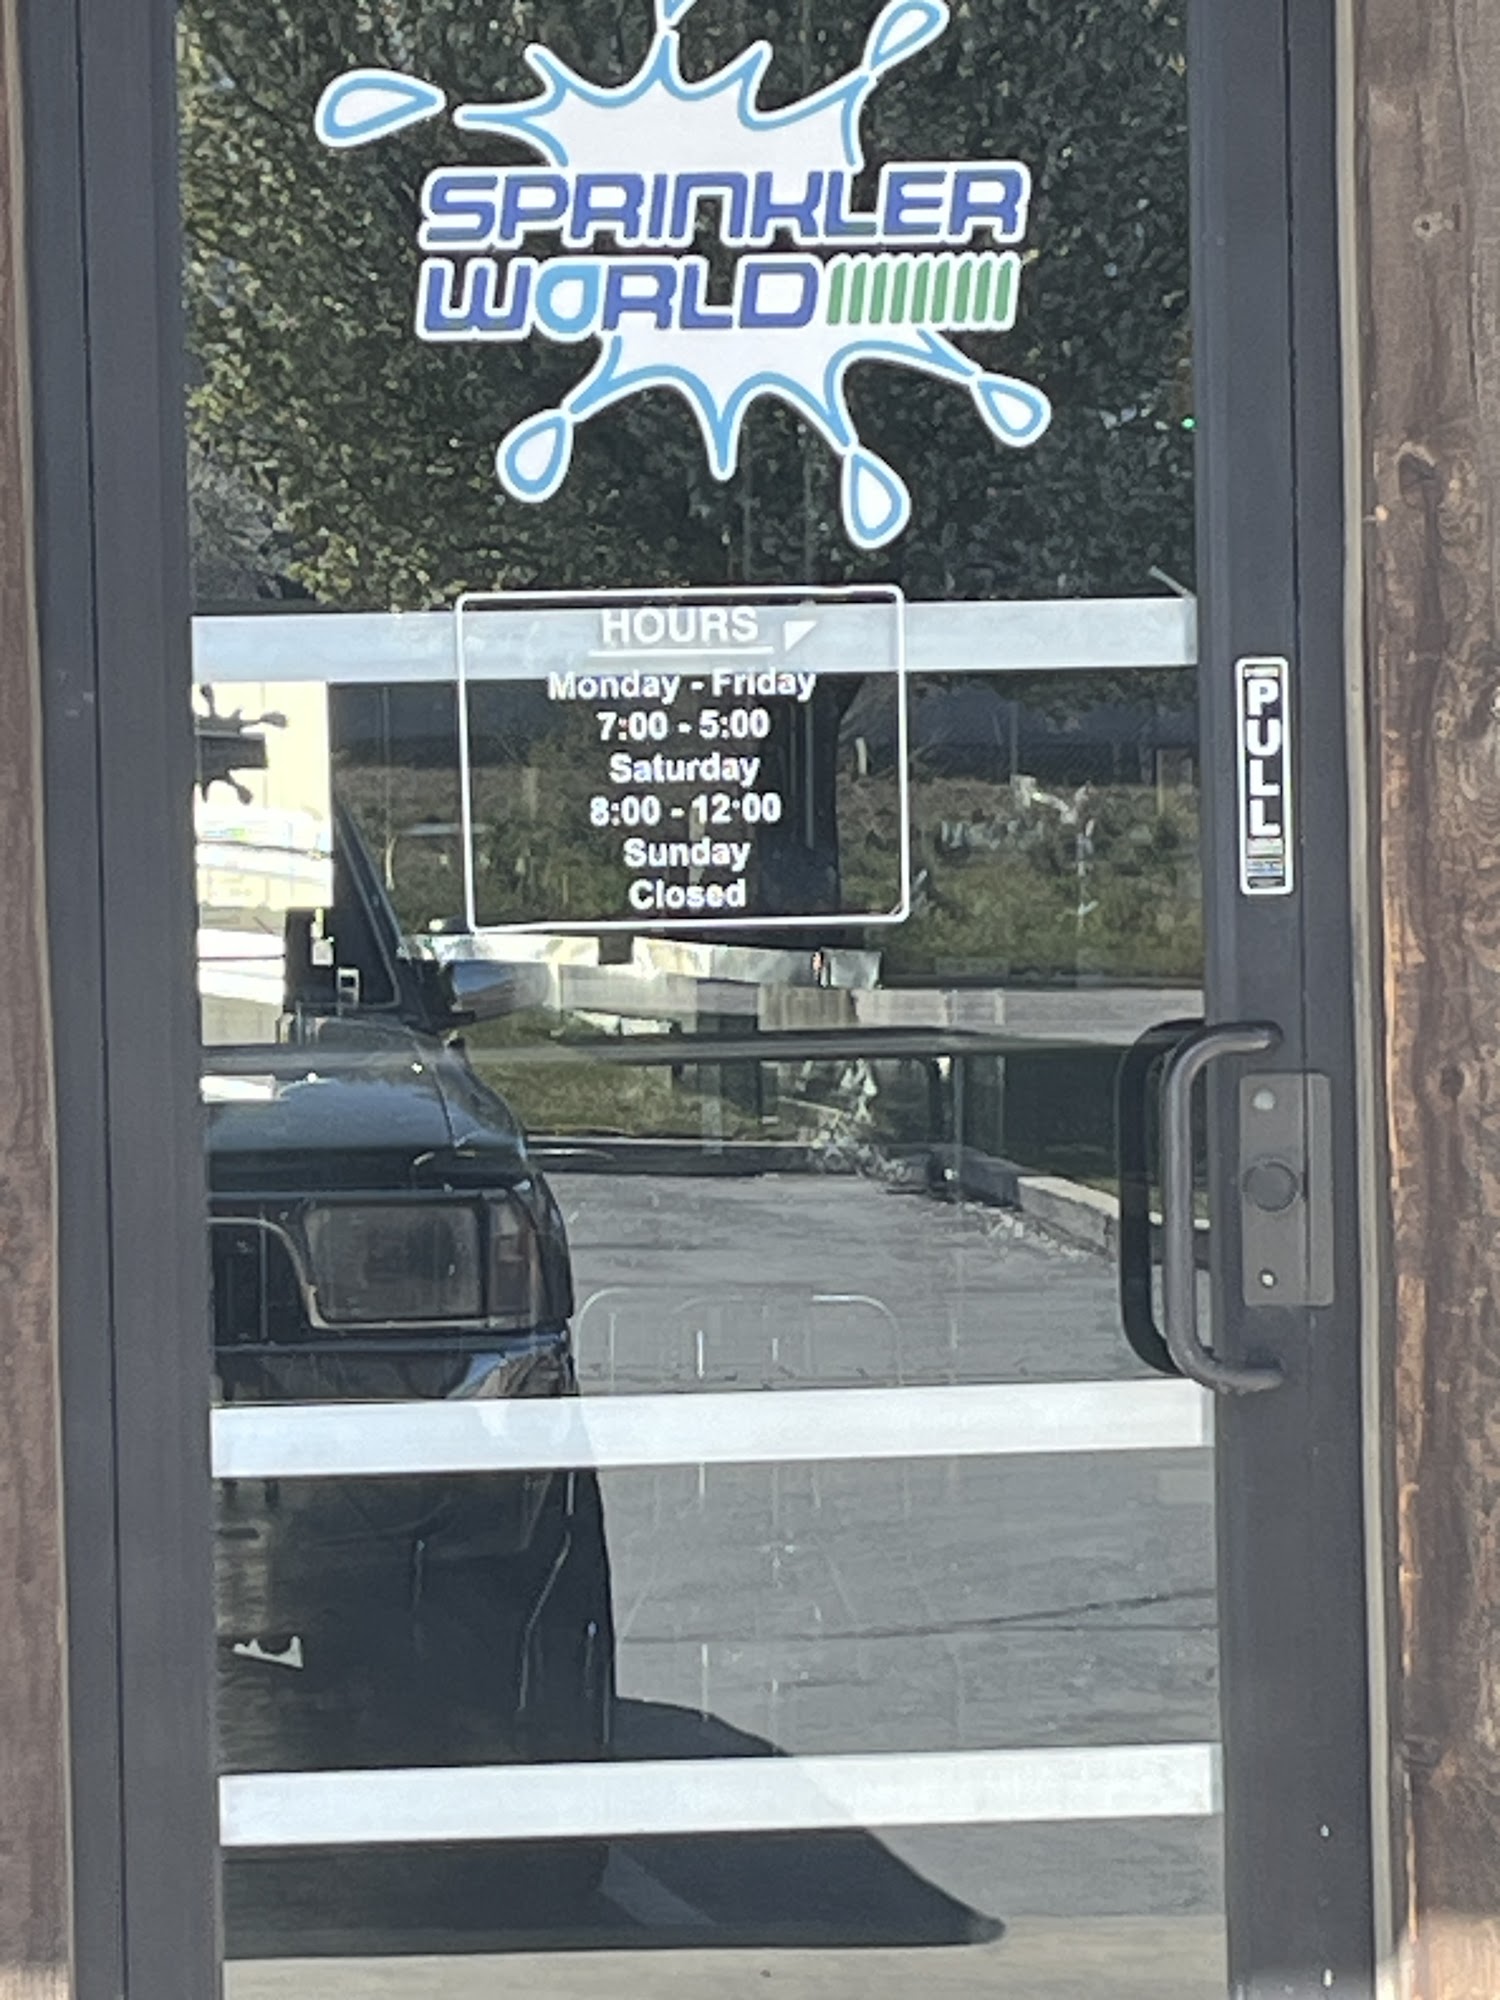 SPRINKLER
WORLD
HOURS
Monday - Friday
7:00 - 5:00
Saturday
8:00 - 12:00
Sunday
Closed
PULL